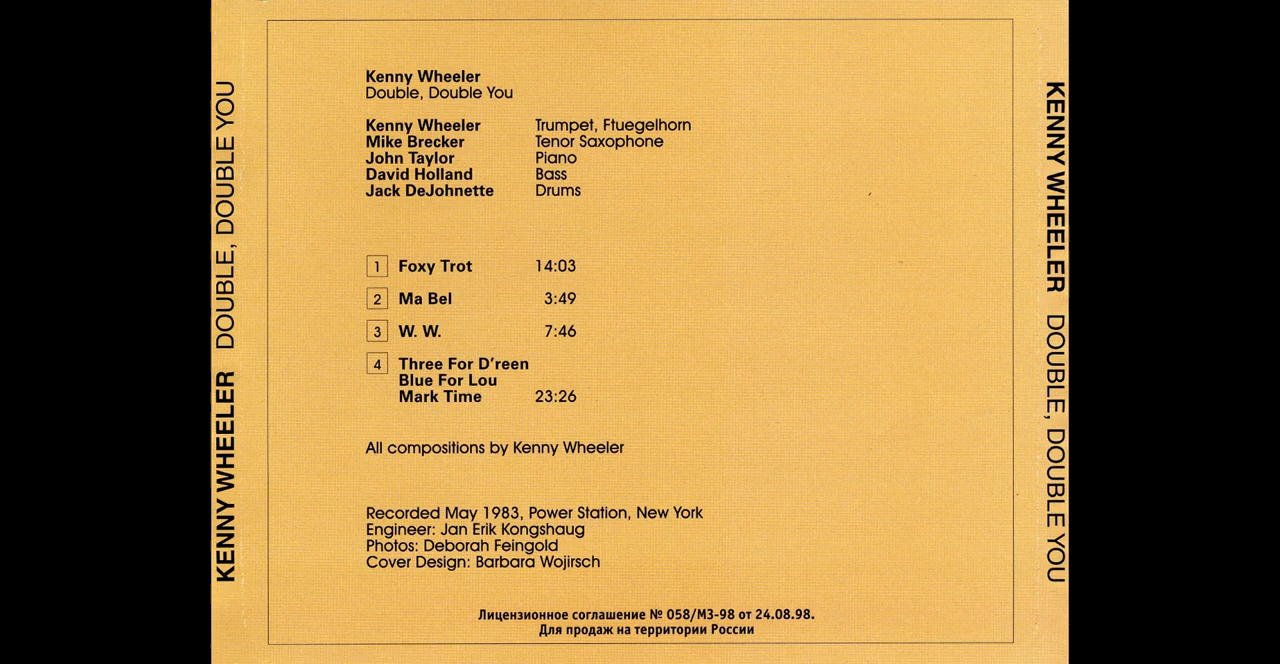 Kenny Wheeler
Double, Double You
Kenny Wheeler Trumpet, Ftuegelhorn
Mike Brecker Tenor Saxophone
John Taylor Piano
David Holland Bass
Jack DeJohnette Drums
1 Foxy Trot 14:03
2 Ma Bel 3:49
3 W. W. 7:46
4 Three For D'reen
Blue For Lou
Mark Time 23:26
All compositions by Kenny Wheeler
Recorded May 1983, Power Station, New York
Engineer: Jan Erik Kongshaug
Photos: Deborah Feingold
Cover Design: Barbara Wojirsch
Лицензионное соглашение № 058/МЗ-98 от 24.08.98.
Для продаж на территории России
KENNY WHEELER DOUBLE, DOUBLE YOU
KENNY WHEELER DOUBLE, DOUBLE YOU